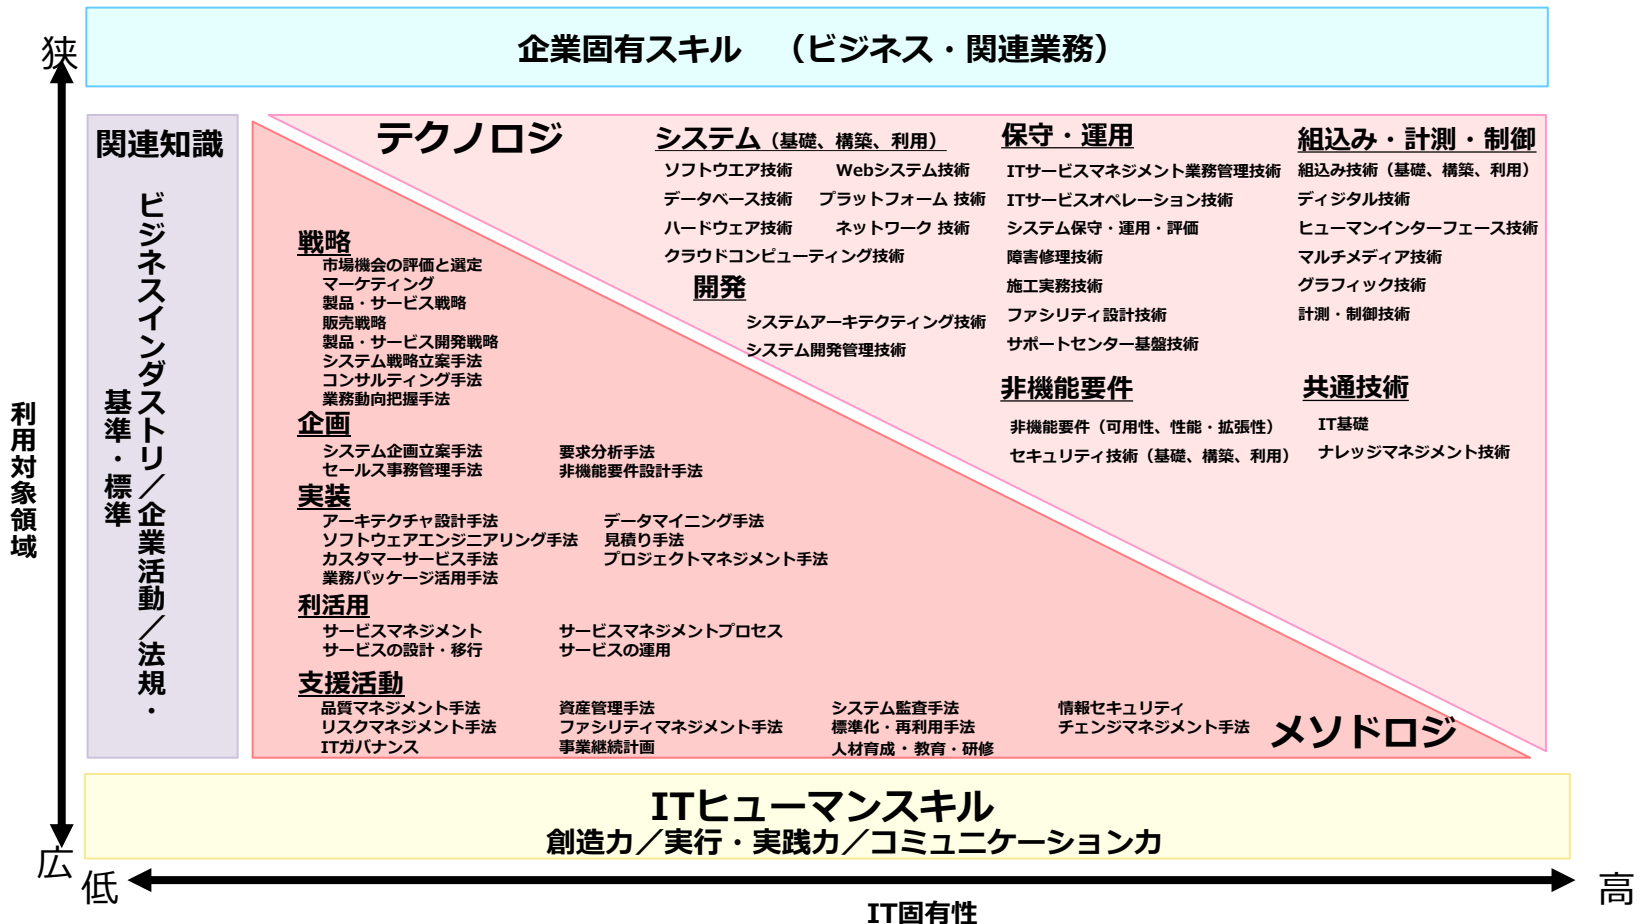 狭
企業固有スキル　（ビジネス・関連業務）
関連知識
ビジネスインダストリ／企業活動／法規・
基準・標準
利用対象領域
テクノロジ
システム（基礎、構築、利用）
ソフトウエア技術　Webシステム技術
データベース技術　プラットフォーム 技術
ハードウェア技術　ネットワーク 技術
クラウドコンピューティング技術
開発
システムアーキテクティング技術
システム開発管理技術
保守・運用
ITサービスマネジメント業務管理技術
ITサービスオペレーション技術
システム保守・運用・評価
障害修理技術
施工実務技術
ファシリティ設計技術
サポートセンター基盤技術
非機能要件
非機能要件（可用性、性能・拡張性）
セキュリティ技術（基礎、構築、利用）
組込み・計測・制御
組込み技術（基礎、構築、利用）
ディジタル技術
ヒューマンインターフェース技術
マルチメディア技術
グラフィック技術
計測・制御技術
共通技術
IT基礎
ナレッジマネジメント技術
戦略
市場機会の評価と選定
マーケティング
製品・サービス戦略
販売戦略
製品・サービス開発戦略
システム戦略立案手法
コンサルティング手法
業務動向把握手法
企画
システム企画立案手法　要求分析手法
セールス事務管理手法　非機能要件設計手法
実装
アーキテクチャ設計手法　データマイニング手法
ソフトウェアエンジニアリング手法　見積り手法
カスタマーサービス手法　プロジェクトマネジメント手法
業務パッケージ活用手法
利活用
サービスマネジメント　サービスマネジメントプロセス
サービスの設計・移行　サービスの運用
支援活動
品質マネジメント手法　資産管理手法　システム監査手法　情報セキュリティ
リスクマネジメント手法　ファシリティマネジメント手法　標準化・再利用手法　チェンジマネジメント手法
ITガバナンス　事業継続計画　人材育成・教育・研修
メソドロジ
ITヒューマンスキル
創造力／実行・実践力／コミュニケーション力
広
低
高
IT固有性